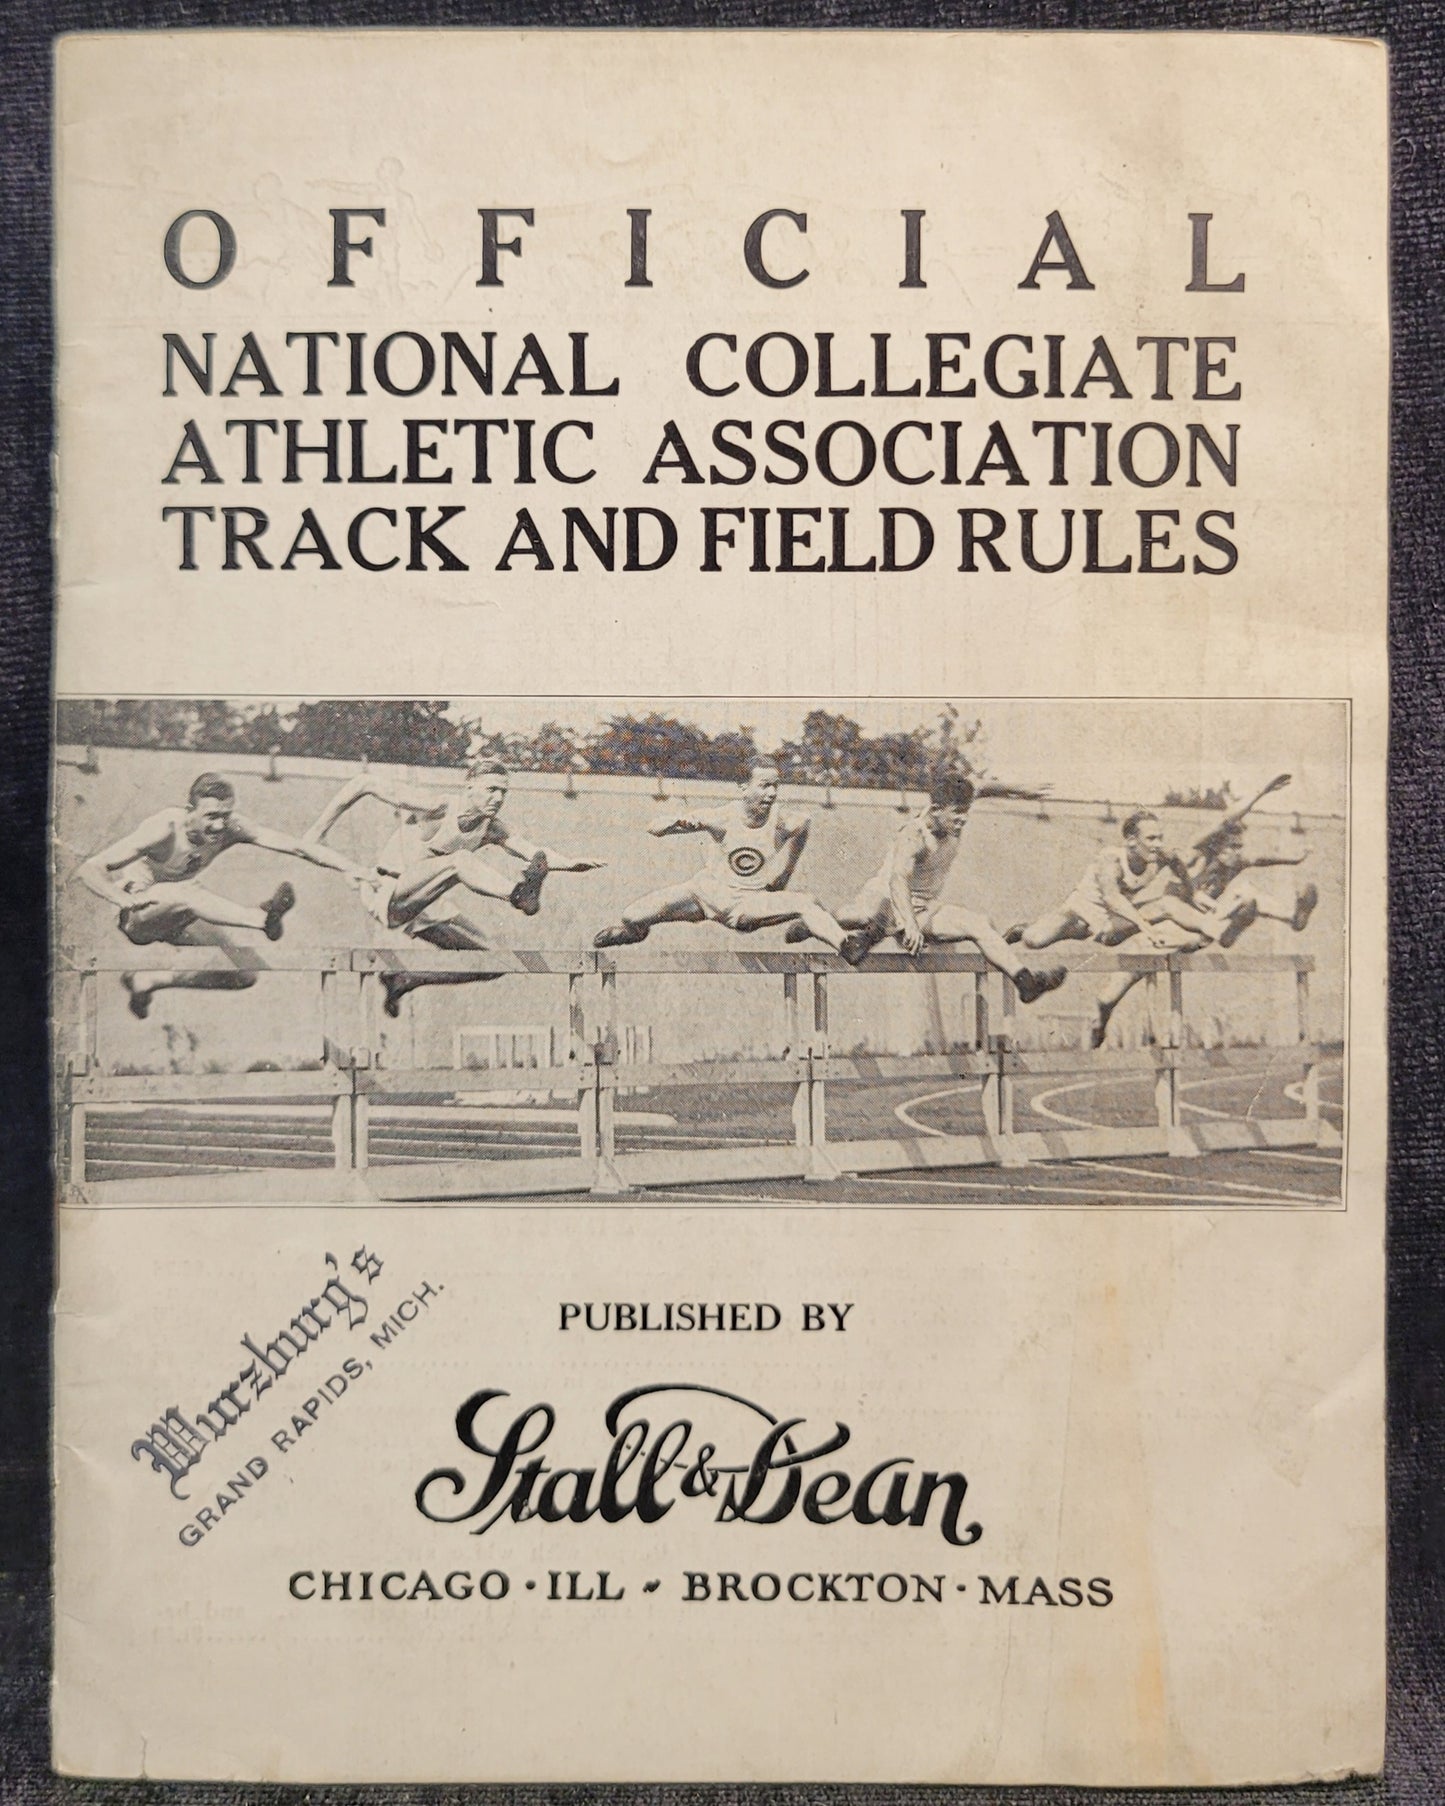 OFFICIAL
NATIONAL COLLEGIATE
ATHLETIC ASSOCIATION
TRACK AND FIELD RULES
C
Wurzburg's
GRAND RAPIDS, MICH.
PUBLISHED BY
Stall & Dean
CHICAGO · ILL ~ BROCKTON · MASS